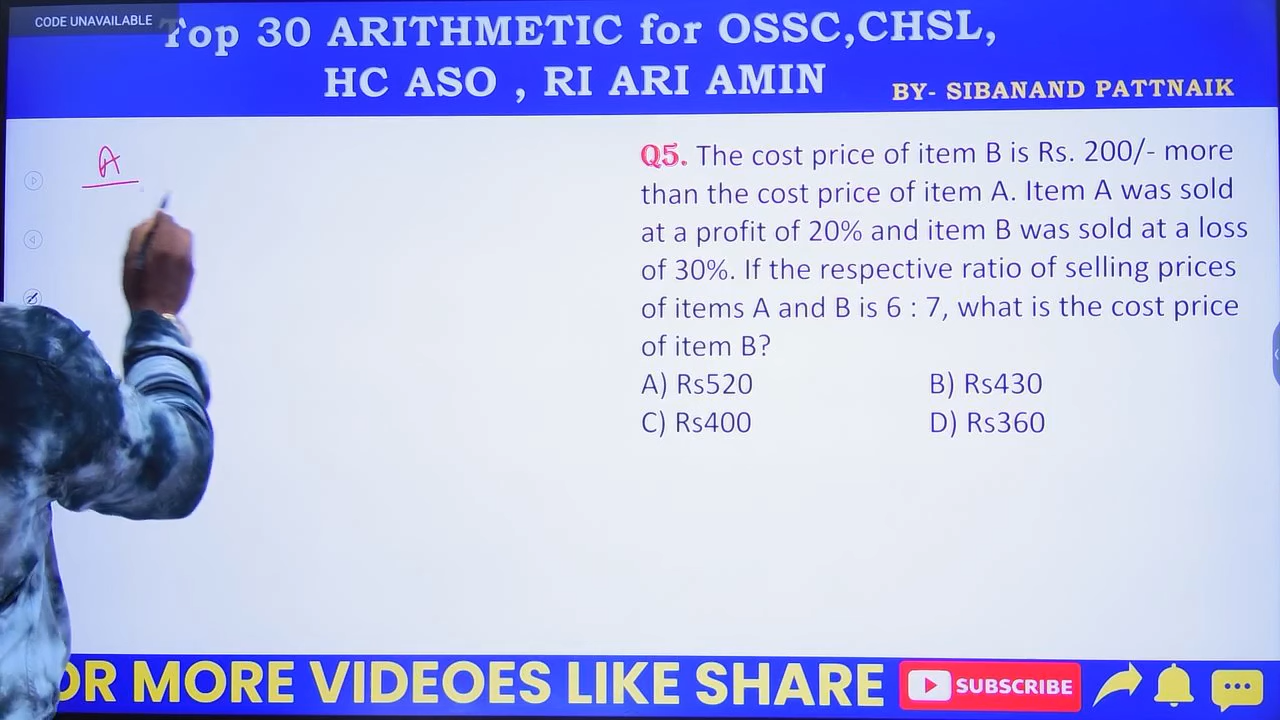 CODE UNAVAILABLE
Top 30 ARITHMETIC for OSSC,CHSL,
HC ASO , RI ARI AMIN
BY- SIBANAND PATTNAIK
A
Q5. The cost price of item B is Rs. 200/- more
than the cost price of item A. Item A was sold
at a profit of 20% and item B was sold at a loss
of 30%. If the respective ratio of selling prices
of items A and B is 6 : 7, what is the cost price
of item B?
A) Rs520 B) Rs430
C) Rs400 D) Rs360
OR MORE VIDEOES LIKE SHARE
SUBSCRIBE